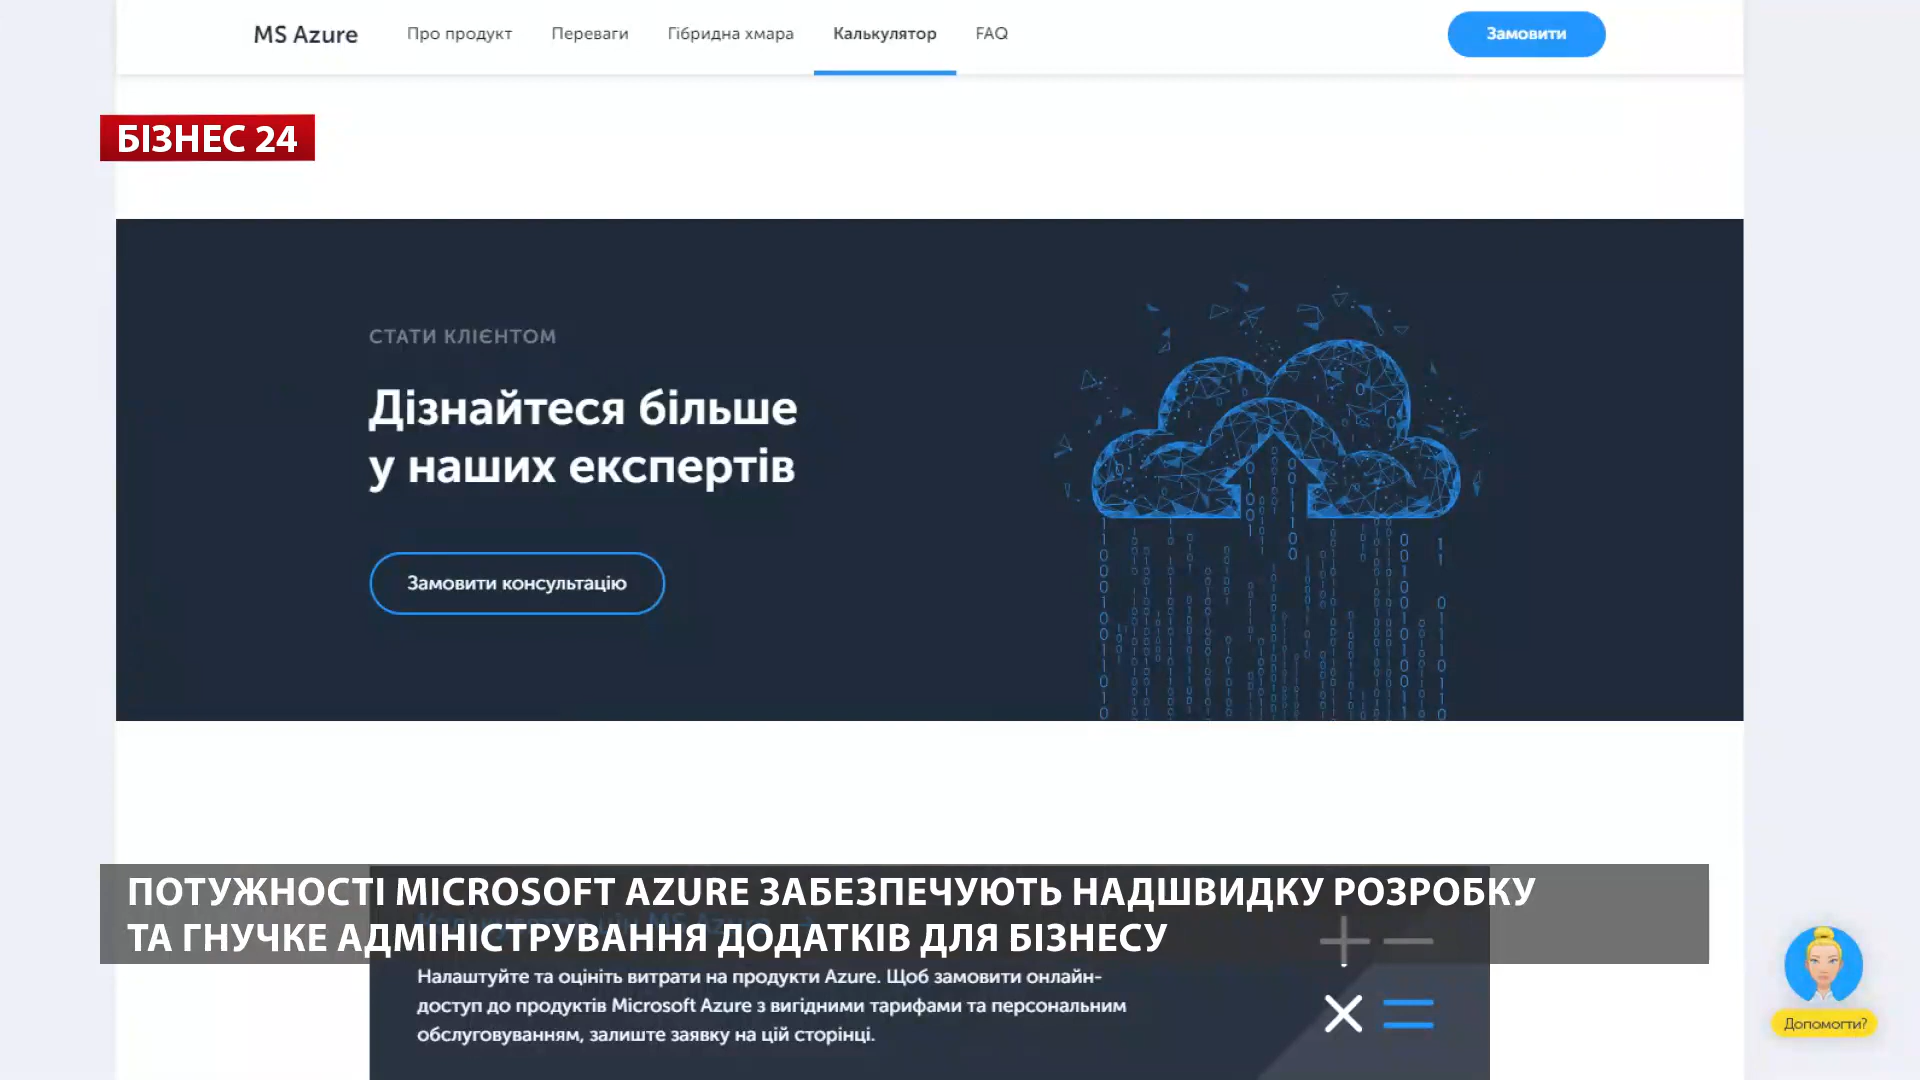 MS Azure
Про продукт
Переваги
Гібридна хмара
Калькулятор
FAQ
Замовити
БІЗНЕС 24
СТАТИ КЛІЄНТОМ
Дізнайтеся більше
у наших експертів
Замовити консультацію
ПОТУЖНОСТІ MICROSOFT AZURE ЗАБЕЗПЕЧУЮТЬ НАДШВИДКУ РОЗРОБКУ
ТА ГНУЧКЕ АДМІНІСТРУВАННЯ ДОДАТКІВ ДЛЯ БІЗНЕСУ
Налаштуйте та оцініть витрати на продукти Azure. Щоб замовити онлайн-
доступ до продуктів Microsoft Azure з вигідними тарифами та персональним
обслуговуванням, залиште заявку на цій сторінці.
Допомогти?